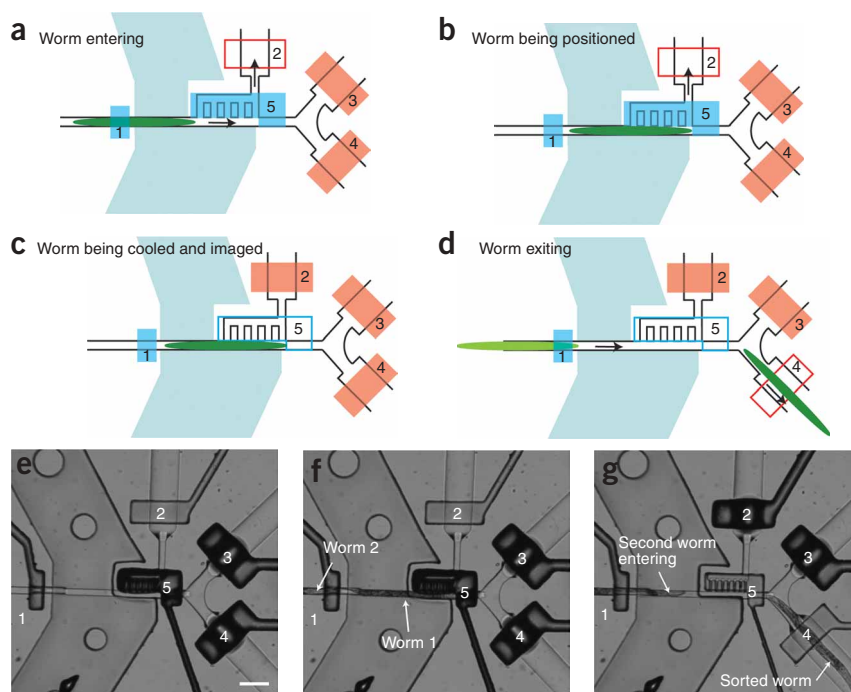 a Worm entering
1
2
3
4
5
b Worm being positioned
1
2
3
4
5
c Worm being cooled and imaged
1
2
3
4
5
d Worm exiting
1
2
3
4
5
e
1
2
3
4
5
f
Worm 2
Worm 1
1
2
3
4
5
g
Second worm
entering
Sorted worm
1
2
3
4
5